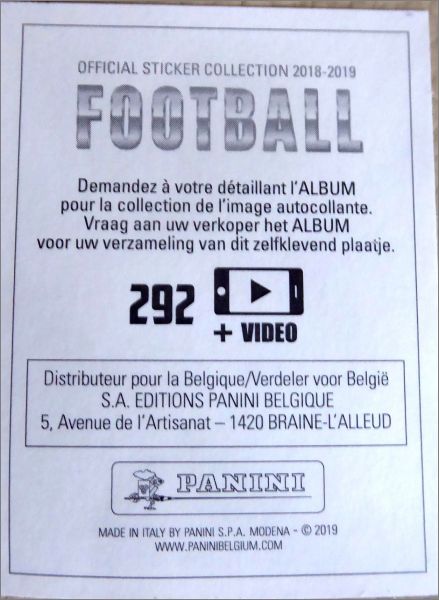 OFFICIAL STICKER COLLECTION 2018-2019
FOOTBALL
Demandez à votre détaillant l'ALBUM
pour la collection de l'image autocollante.
Vraag aan uw verkoper het ALBUM
voor uw verzameling van dit zelfklevend plaatje.
292
+ VIDEO
Distributeur pour la Belgique/Verdeler voor België
S.A. EDITIONS PANINI BELGIQUE
5, Avenue de l'Artisanat – 1420 BRAINE-L'ALLEUD
PANINI
MADE IN ITALY BY PANINI S.P.A. MODENA - © 2019
WWW.PANINIBELGIUM.COM